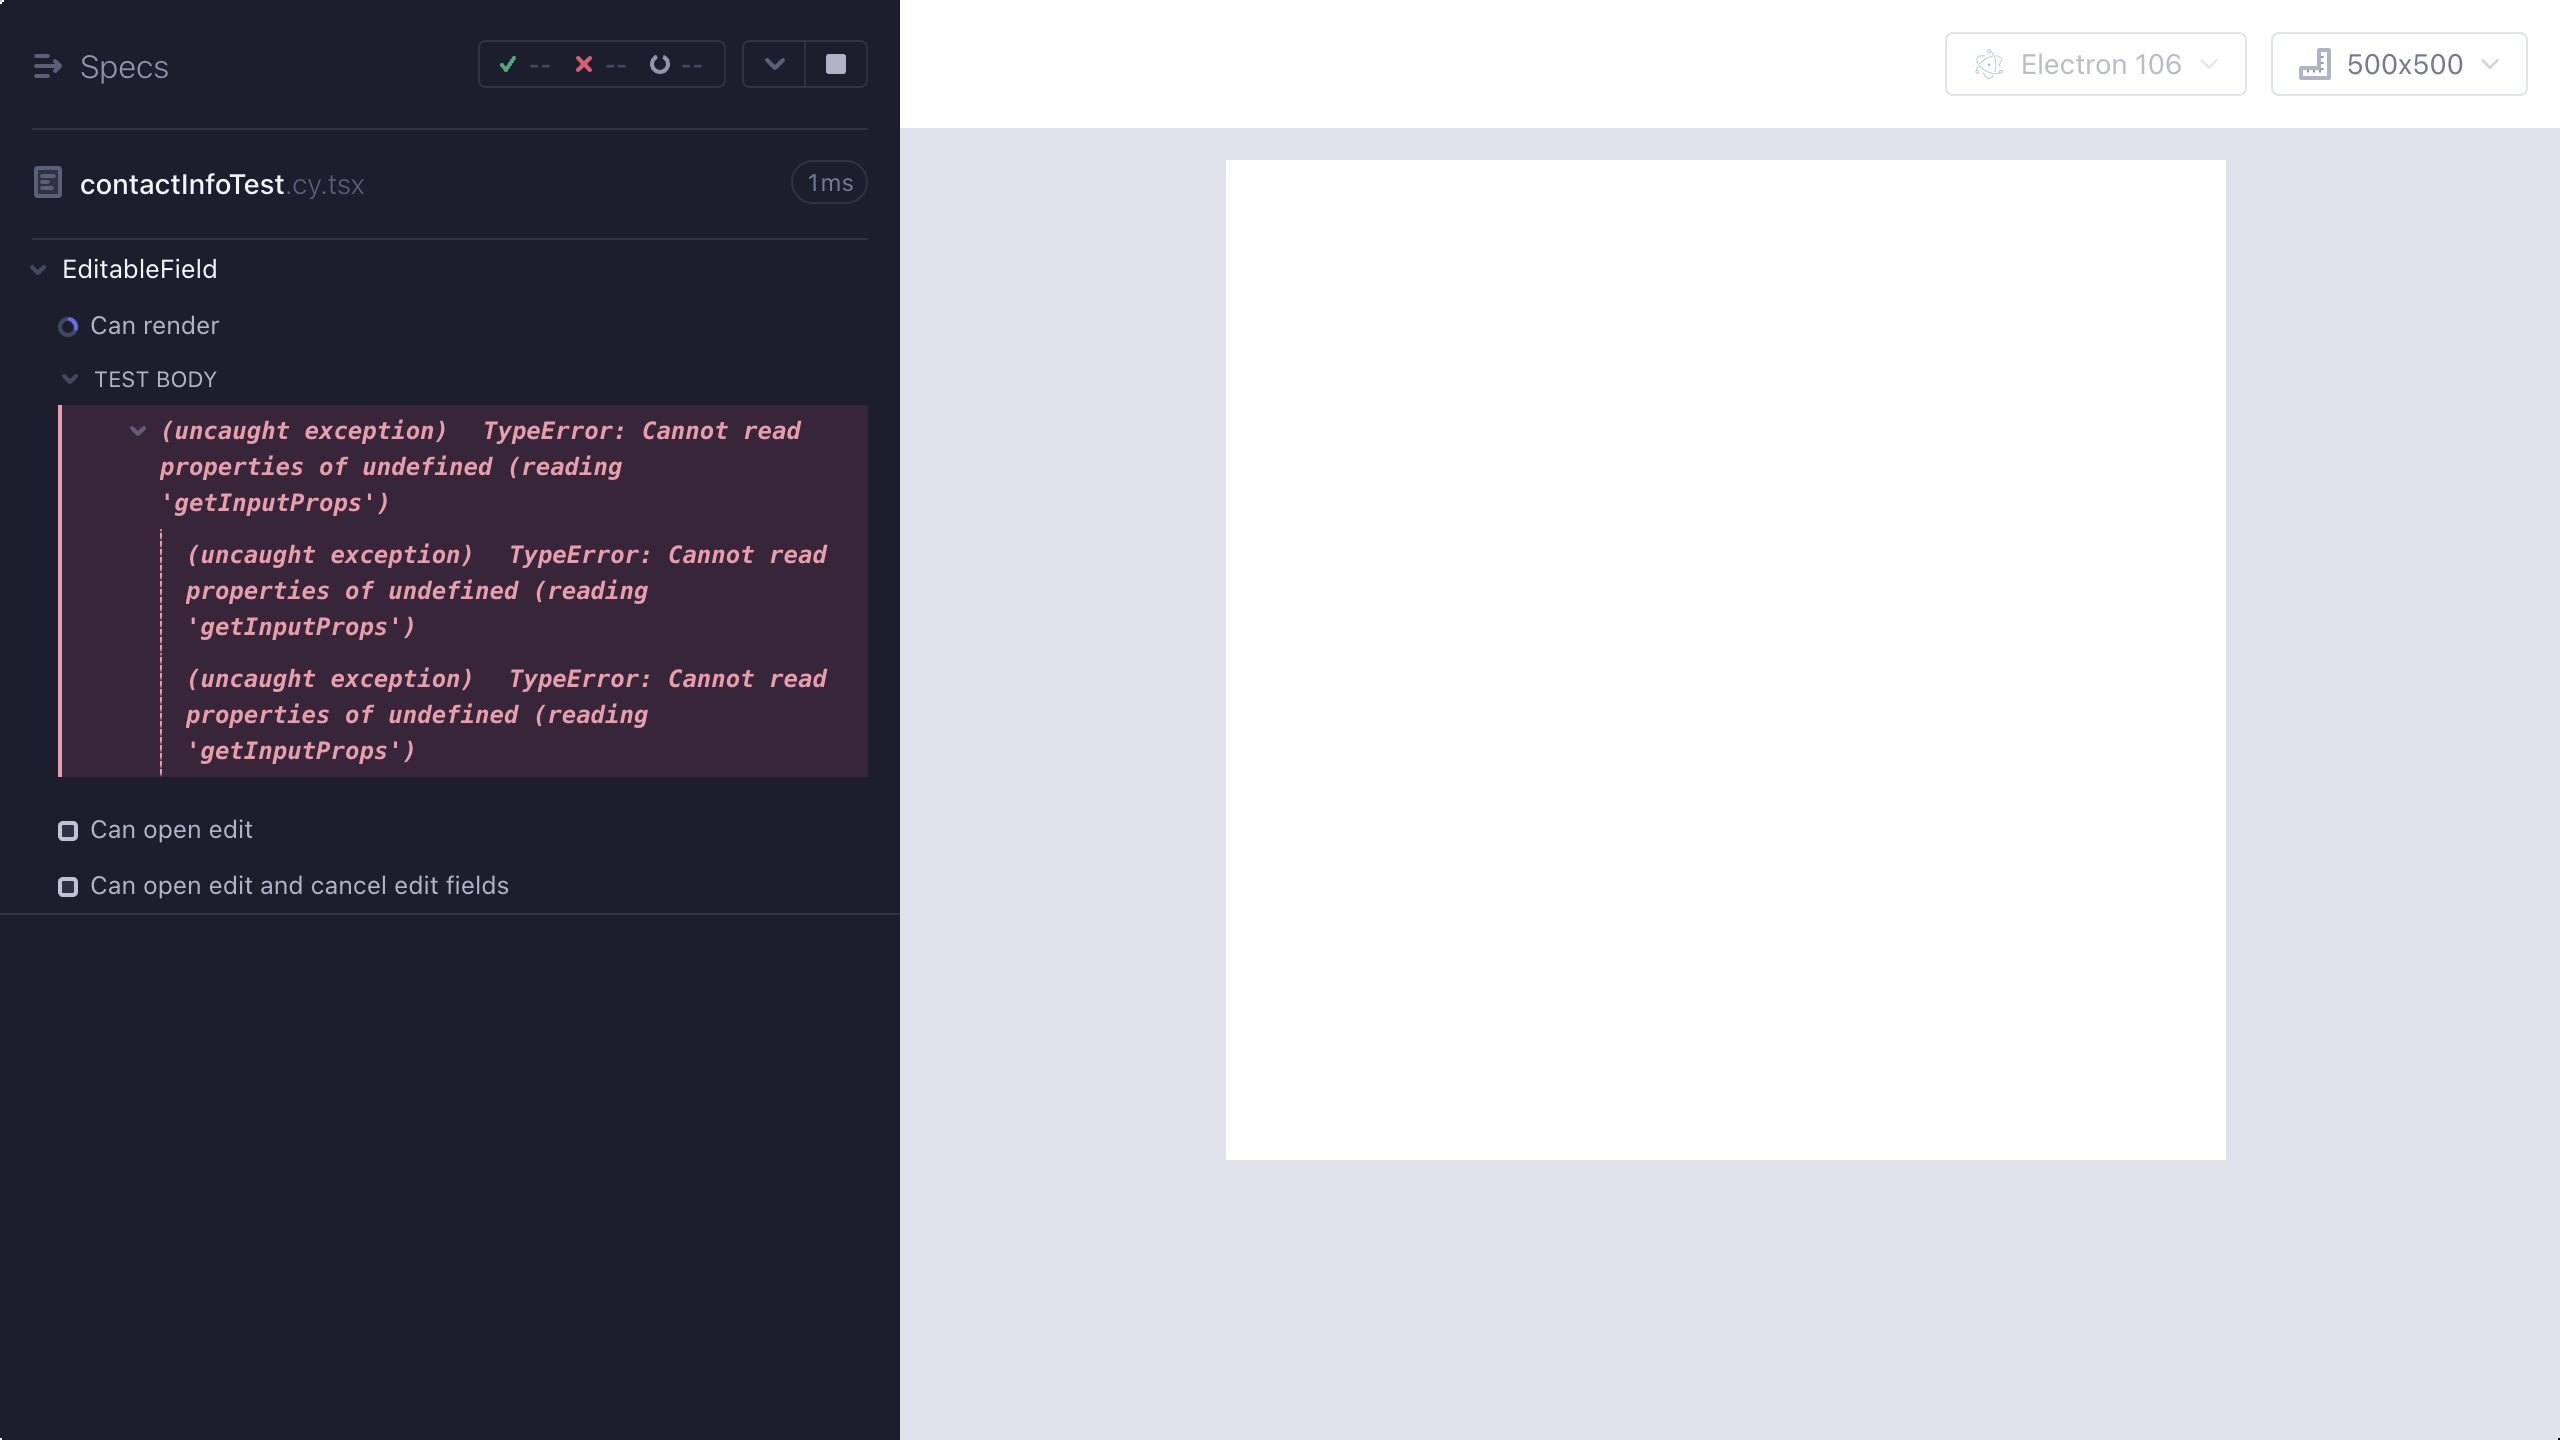 Specs
--
--
--
Electron 106
500x500
contactInfoTest.cy.tsx
1ms
EditableField
Can render
TEST BODY
(uncaught exception) TypeError: Cannot read
properties of undefined (reading
'getInputProps')
(uncaught exception) TypeError: Cannot read
properties of undefined (reading
'getInputProps')
(uncaught exception) TypeError: Cannot read
properties of undefined (reading
'getInputProps')
Can open edit
Can open edit and cancel edit fields